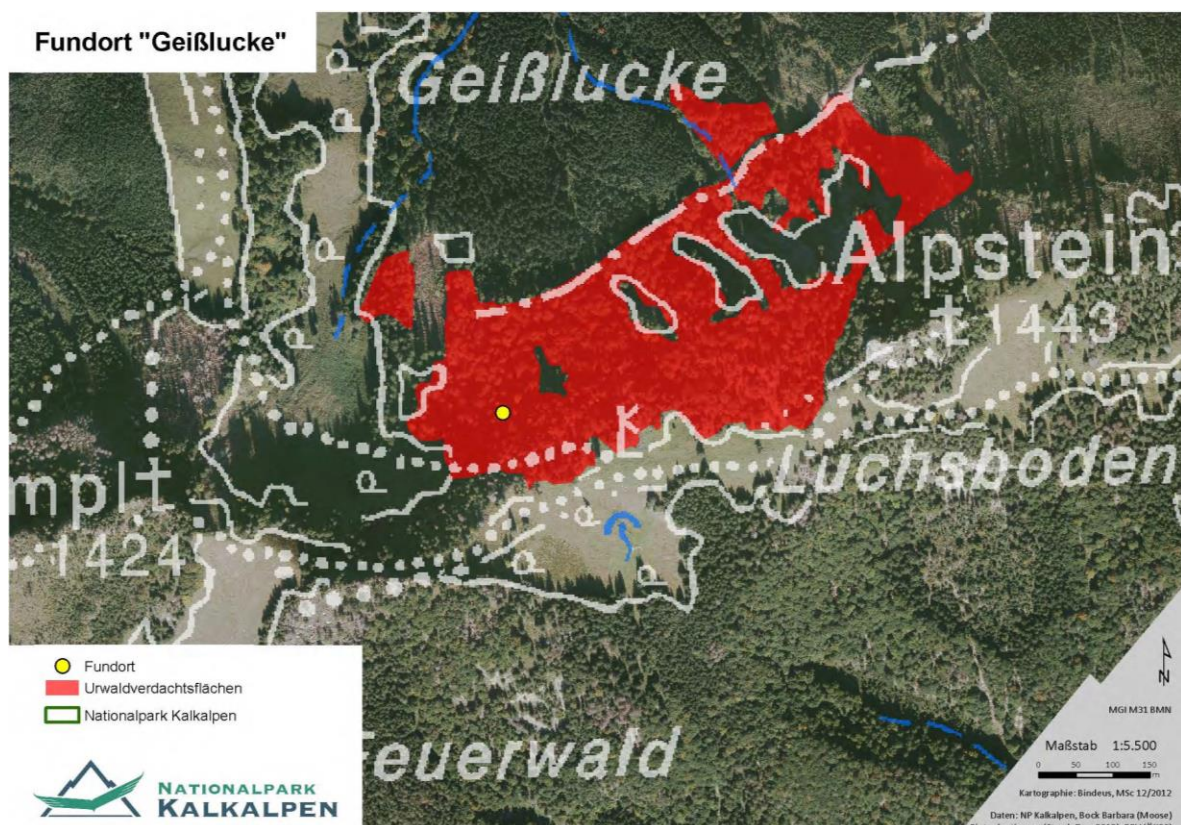 Fundort "Geißlucke"
Geißlucke
P
P
P
P
P
Alpstein
1443
K
Luchsboden
P
P
mplt
1424
P
P
P
Feuerwald
Fundort
Urwaldverdachtsflächen
Nationalpark Kalkalpen
NATIONALPARK
KALKALPEN
N
MGI M31 BMN
Maßstab 1:5.500
0 50 100 150
m
Kartographie: Bindeus, MSc 12/2012
Daten: NP Kalkalpen, Bock Barbara (Moose)